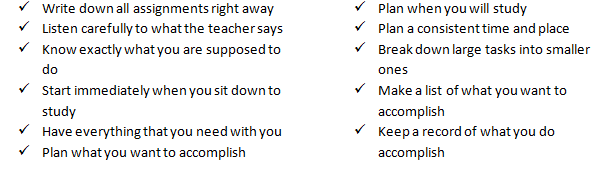 ✓ Write down all assignments right away
✓ Listen carefully to what the teacher says
✓ Know exactly what you are supposed to
do
✓ Start immediately when you sit down to
study
✓ Have everything that you need with you
✓ Plan what you want to accomplish
✓ Plan when you will study
✓ Plan a consistent time and place
✓ Break down large tasks into smaller
ones
✓ Make a list of what you want to
accomplish
✓ Keep a record of what you do
accomplish